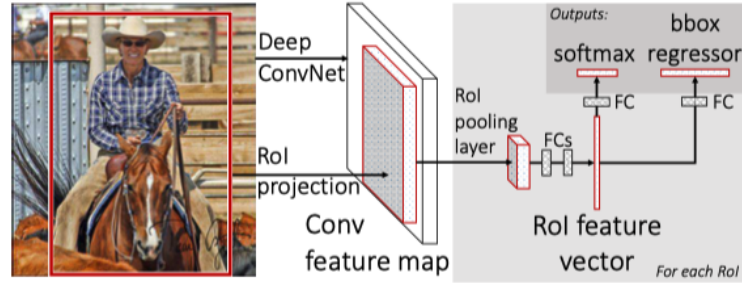 Outputs:
softmax
bbox
regressor
Deep
ConvNet
RoI
projection
Conv
feature map
RoI
pooling
layer
FCs
FC
FC
RoI feature
vector
For each RoI